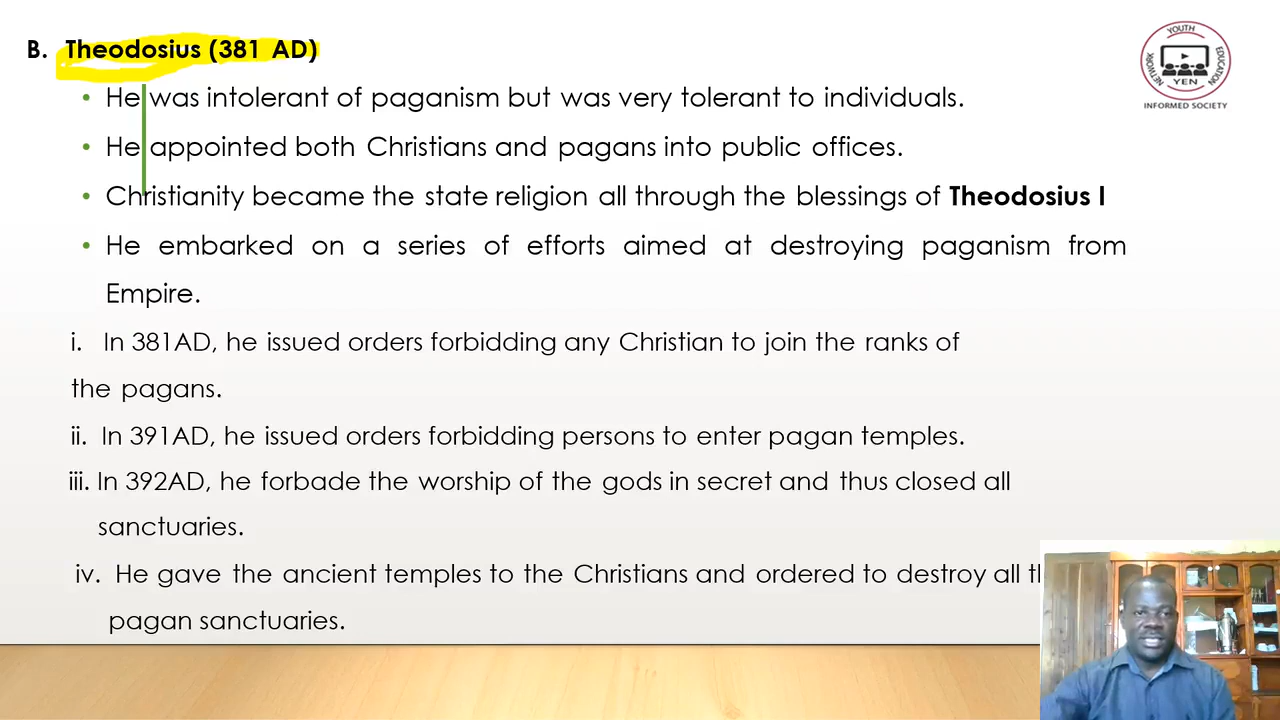 B. Theodosius (381 AD)
• He was intolerant of paganism but was very tolerant to individuals.
• He appointed both Christians and pagans into public offices.
• Christianity became the state religion all through the blessings of Theodosius I
• He embarked on a series of efforts aimed at destroying paganism from
Empire.
i. In 381AD, he issued orders forbidding any Christian to join the ranks of
the pagans.
ii. In 391AD, he issued orders forbidding persons to enter pagan temples.
iii. In 392AD, he forbade the worship of the gods in secret and thus closed all
sanctuaries.
iv. He gave the ancient temples to the Christians and ordered to destroy all
pagan sanctuaries.
YOUTH
NETWORK
EDUCATION
YEN
INFORMED SOCIETY